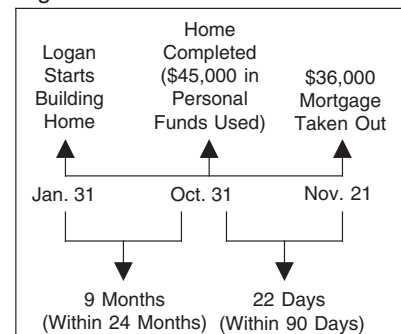 Logan
Starts
Building
Home
Home
Completed
($45,000 in
Personal
Funds Used)
$36,000
Mortgage
Taken Out
Jan. 31
Oct. 31
Nov. 21
9 Months
(Within 24 Months)
22 Days
(Within 90 Days)